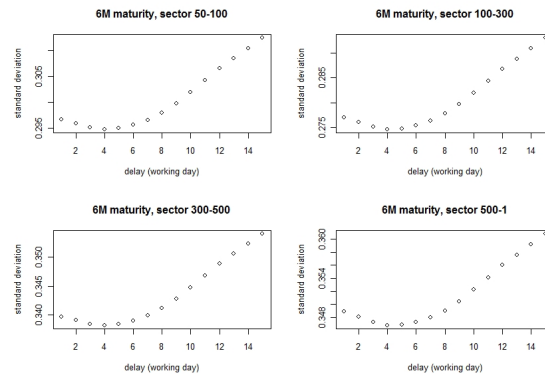 6M maturity, sector 50-100
standard deviation
0.305
0.295
2 4 6 8 10 12 14
delay (working day)
6M maturity, sector 100-300
standard deviation
0.285
0.275
2 4 6 8 10 12 14
delay (working day)
6M maturity, sector 300-500
standard deviation
0.350
0.345
0.340
2 4 6 8 10 12 14
delay (working day)
6M maturity, sector 500-1
standard deviation
0.360
0.354
0.348
2 4 6 8 10 12 14
delay (working day)